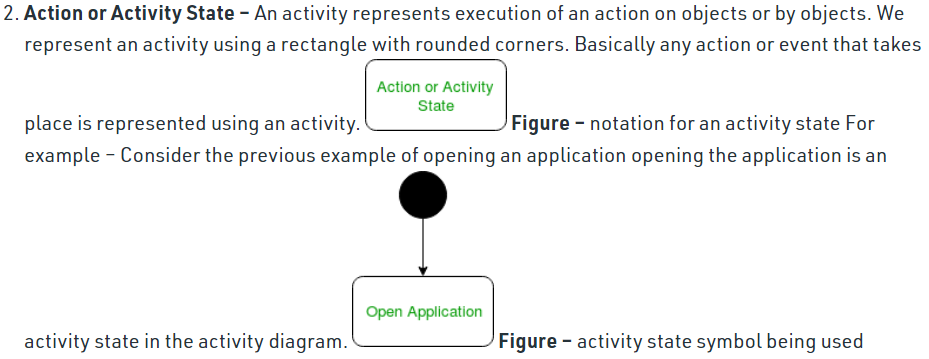 2. Action or Activity State – An activity represents execution of an action on objects or by objects. We
represent an activity using a rectangle with rounded corners. Basically any action or event that takes
Action or Activity
State
place is represented using an activity. Figure – notation for an activity state For
example – Consider the previous example of opening an application opening the application is an
Open Application
activity state in the activity diagram. Figure – activity state symbol being used